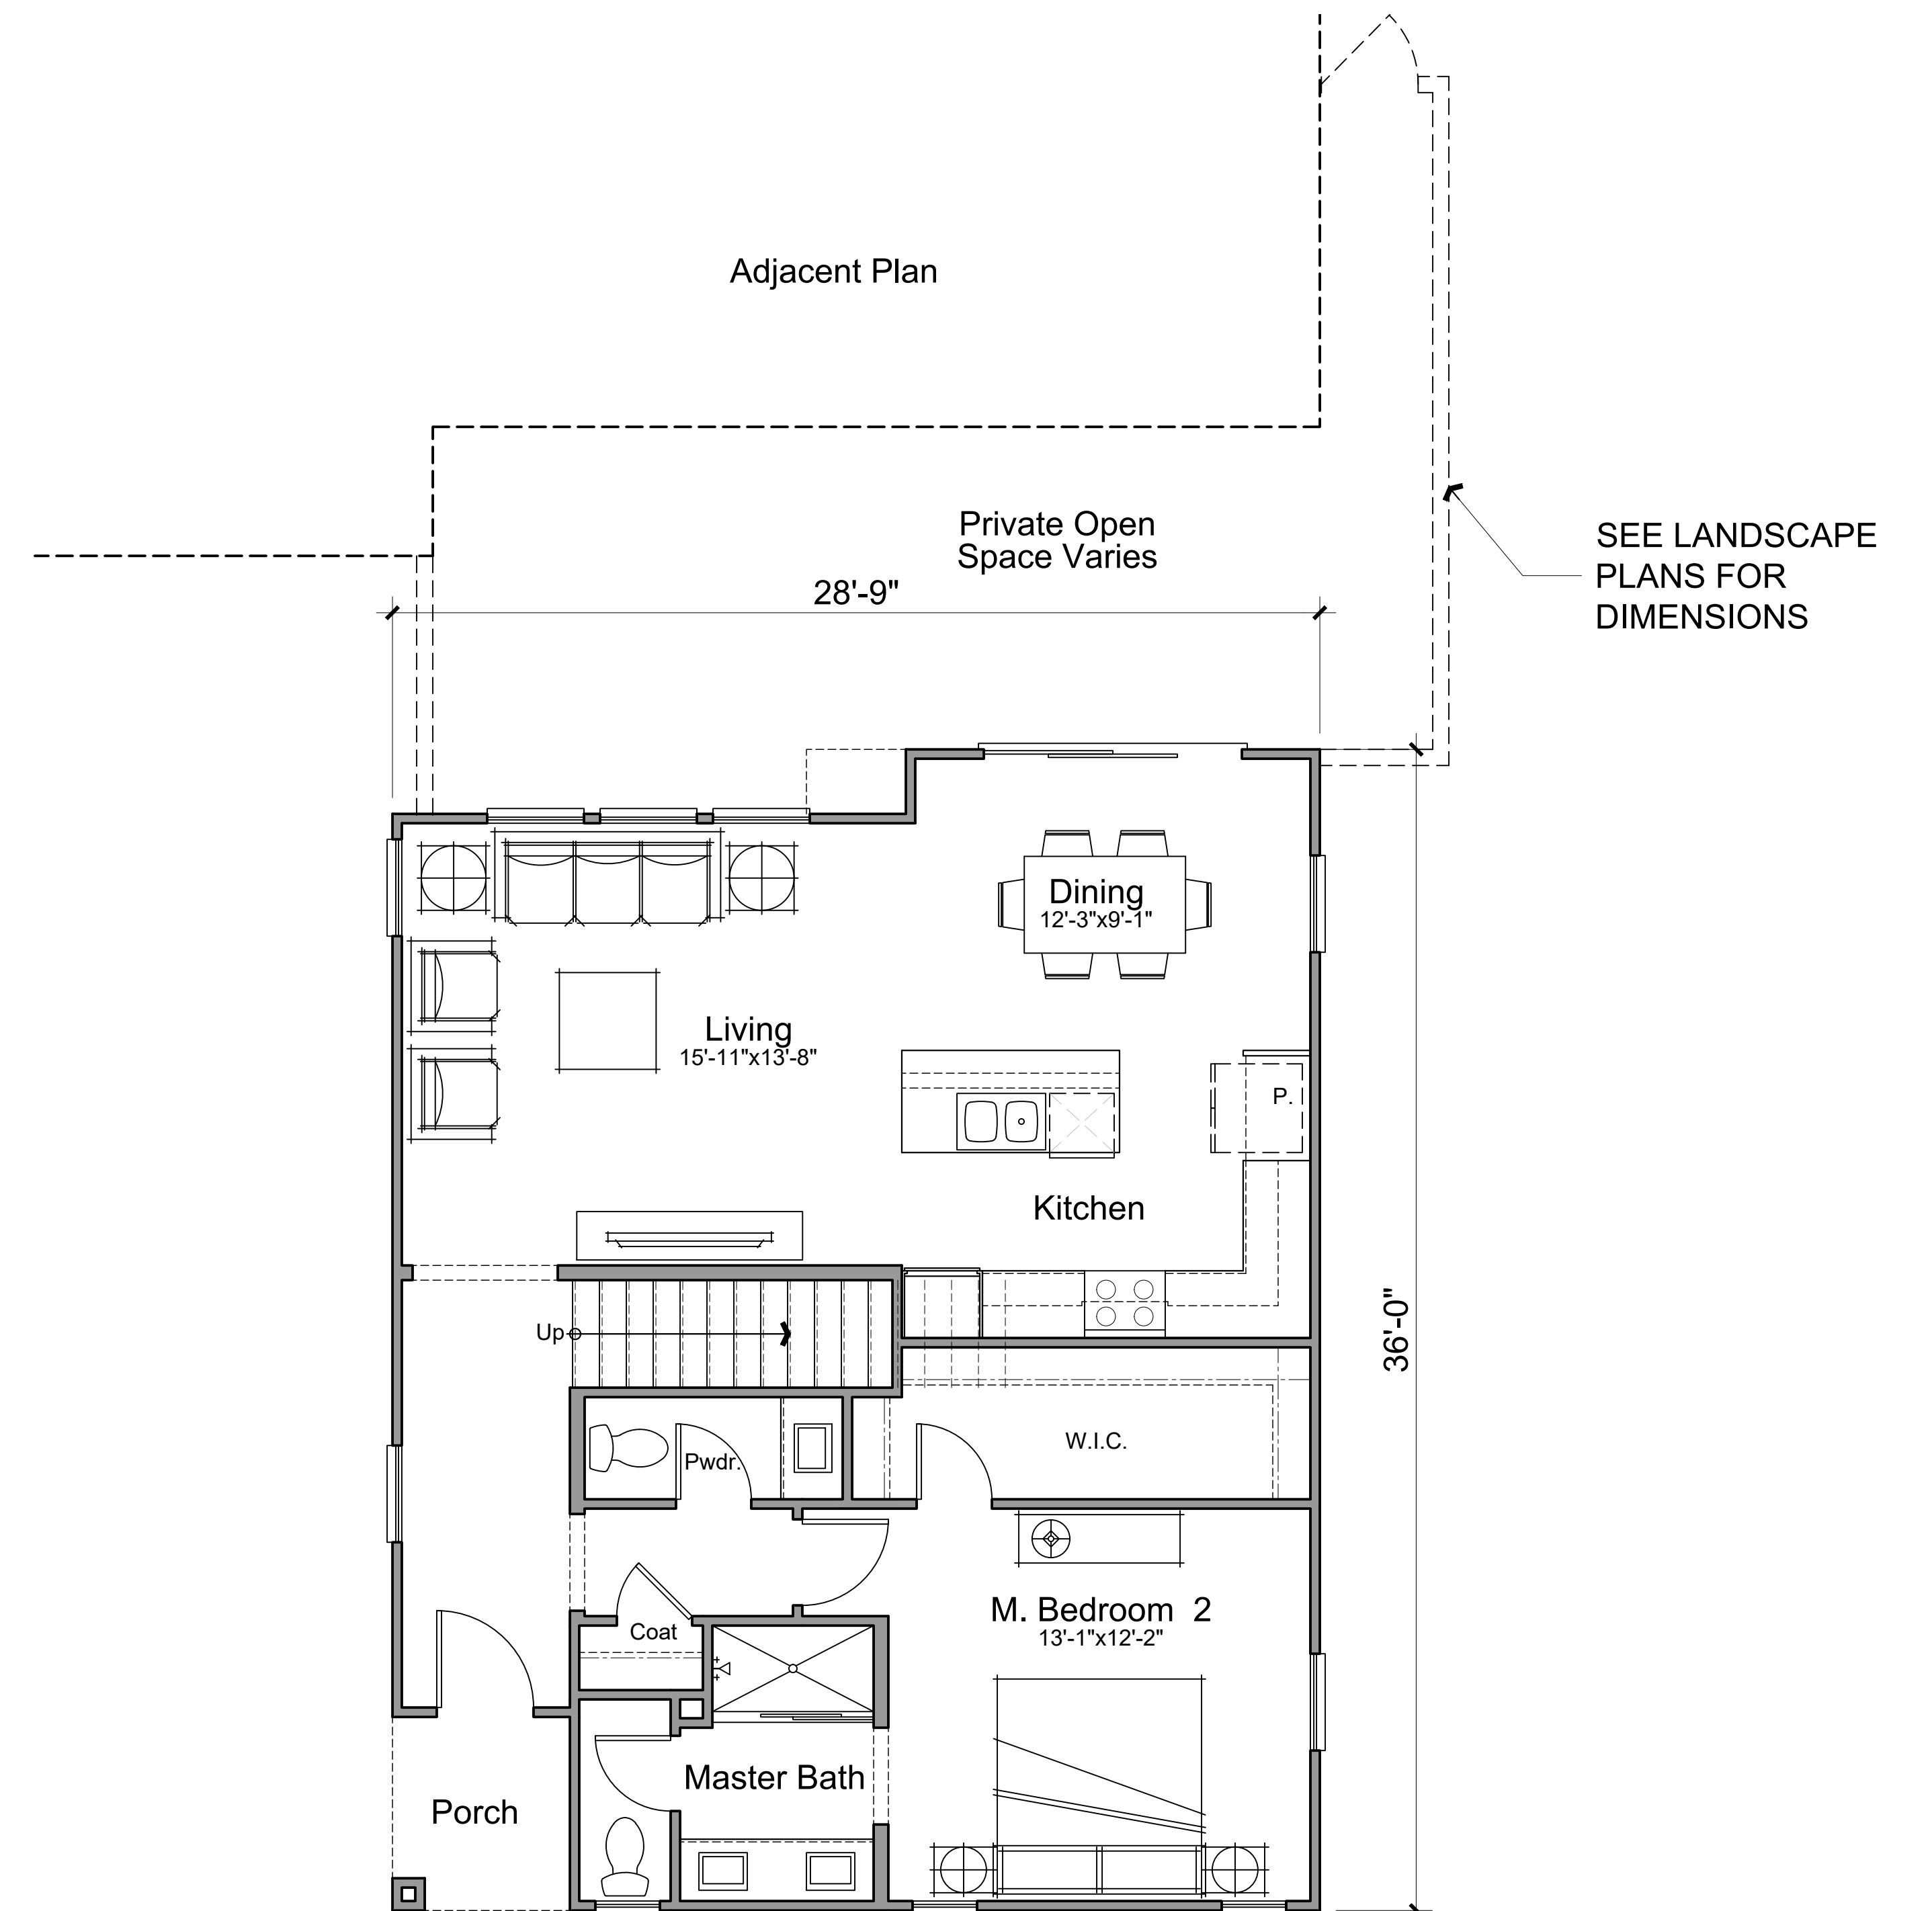 Adjacent Plan
Private Open
Space Varies
SEE LANDSCAPE
PLANS FOR
DIMENSIONS
28'-9"
Dining
12'-3"x9'-1"
Living
15'-11"x13'-8"
P.
Kitchen
Up
36'-0"
W.I.C.
Pwdr.
M. Bedroom 2
13'-1"x12'-2"
Coat
Master Bath
Porch